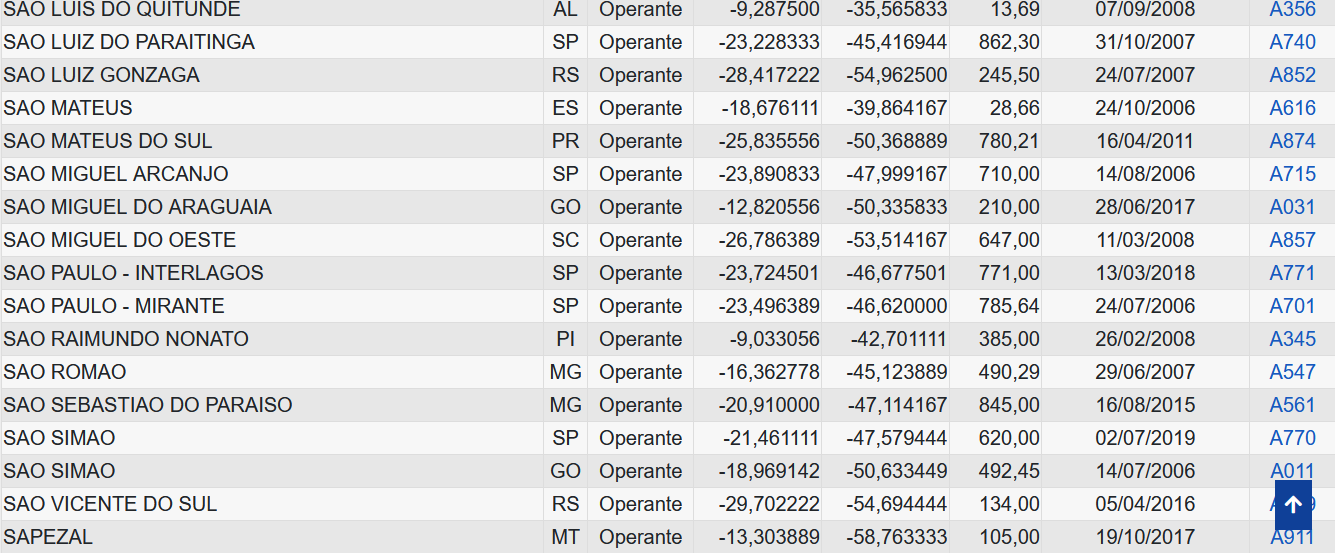 SAO LUIS DO QUITUNDE AL Operante -9,287500 -35,565833 13,69 07/09/2008 A356
SAO LUIZ DO PARAITINGA SP Operante -23,228333 -45,416944 862,30 31/10/2007 A740
SAO LUIZ GONZAGA RS Operante -28,417222 -54,962500 245,50 24/07/2007 A852
SAO MATEUS ES Operante -18,676111 -39,864167 28,66 24/10/2006 A616
SAO MATEUS DO SUL PR Operante -25,835556 -50,368889 780,21 16/04/2011 A874
SAO MIGUEL ARCANJO SP Operante -23,890833 -47,999167 710,00 14/08/2006 A715
SAO MIGUEL DO ARAGUAIA GO Operante -12,820556 -50,335833 210,00 28/06/2017 A031
SAO MIGUEL DO OESTE SC Operante -26,786389 -53,514167 647,00 11/03/2008 A857
SAO PAULO - INTERLAGOS SP Operante -23,724501 -46,677501 771,00 13/03/2018 A771
SAO PAULO - MIRANTE SP Operante -23,496389 -46,620000 785,64 24/07/2006 A701
SAO RAIMUNDO NONATO PI Operante -9,033056 -42,701111 385,00 26/02/2008 A345
SAO ROMAO MG Operante -16,362778 -45,123889 490,29 29/06/2007 A547
SAO SEBASTIAO DO PARAISO MG Operante -20,910000 -47,114167 845,00 16/08/2015 A561
SAO SIMAO SP Operante -21,461111 -47,579444 620,00 02/07/2019 A770
SAO SIMAO GO Operante -18,969142 -50,633449 492,45 14/07/2006 A011
SAO VICENTE DO SUL RS Operante -29,702222 -54,694444 134,00 05/04/2016
SAPEZAL MT Operante -13,303889 -58,763333 105,00 19/10/2017 A911